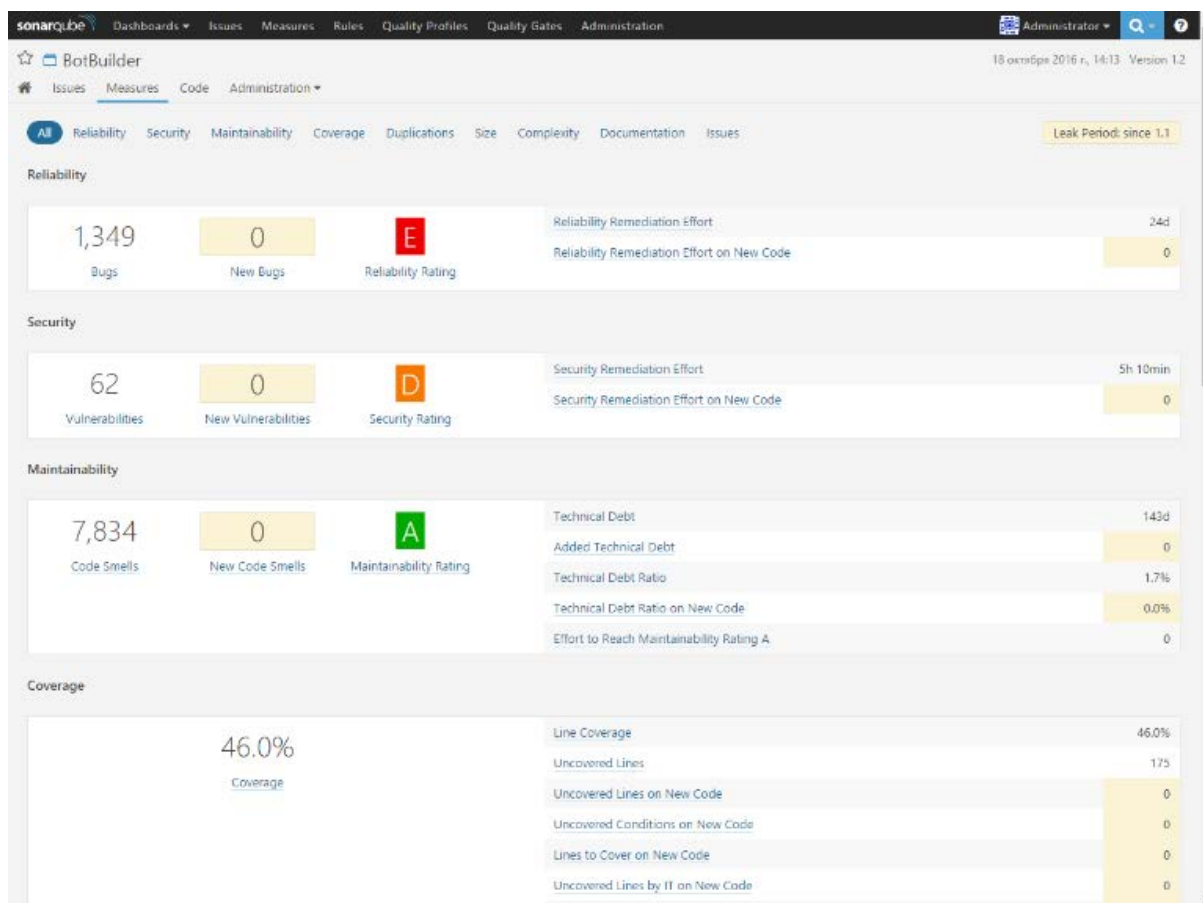 sonarqube Dashboards Issues Measures Rules Quality Profiles Quality Gates Administration Administrator
BotBuilder 18 октября 2016 г., 14:13 Version 1.2
Issues Measures Code Administration
All Reliability Security Maintainability Coverage Duplications Size Complexity Documentation Issues Leak Period: since 1.1
Reliability
1,349 0 E
Bugs New Bugs Reliability Rating
Reliability Remediation Effort 24d
Reliability Remediation Effort on New Code 0
Security
62 0 D
Vulnerabilities New Vulnerabilities Security Rating
Security Remediation Effort 5h 10min
Security Remediation Effort on New Code 0
Maintainability
7,834 0 A
Code Smells New Code Smells Maintainability Rating
Technical Debt 143d
Added Technical Debt 0
Technical Debt Ratio 1.7%
Technical Debt Ratio on New Code 0.0%
Effort to Reach Maintainability Rating A 0
Coverage
46.0%
Coverage
Line Coverage 46.0%
Uncovered Lines 175
Uncovered Lines on New Code 0
Uncovered Conditions on New Code 0
Lines to Cover on New Code 0
Uncovered Lines by IT on New Code 0